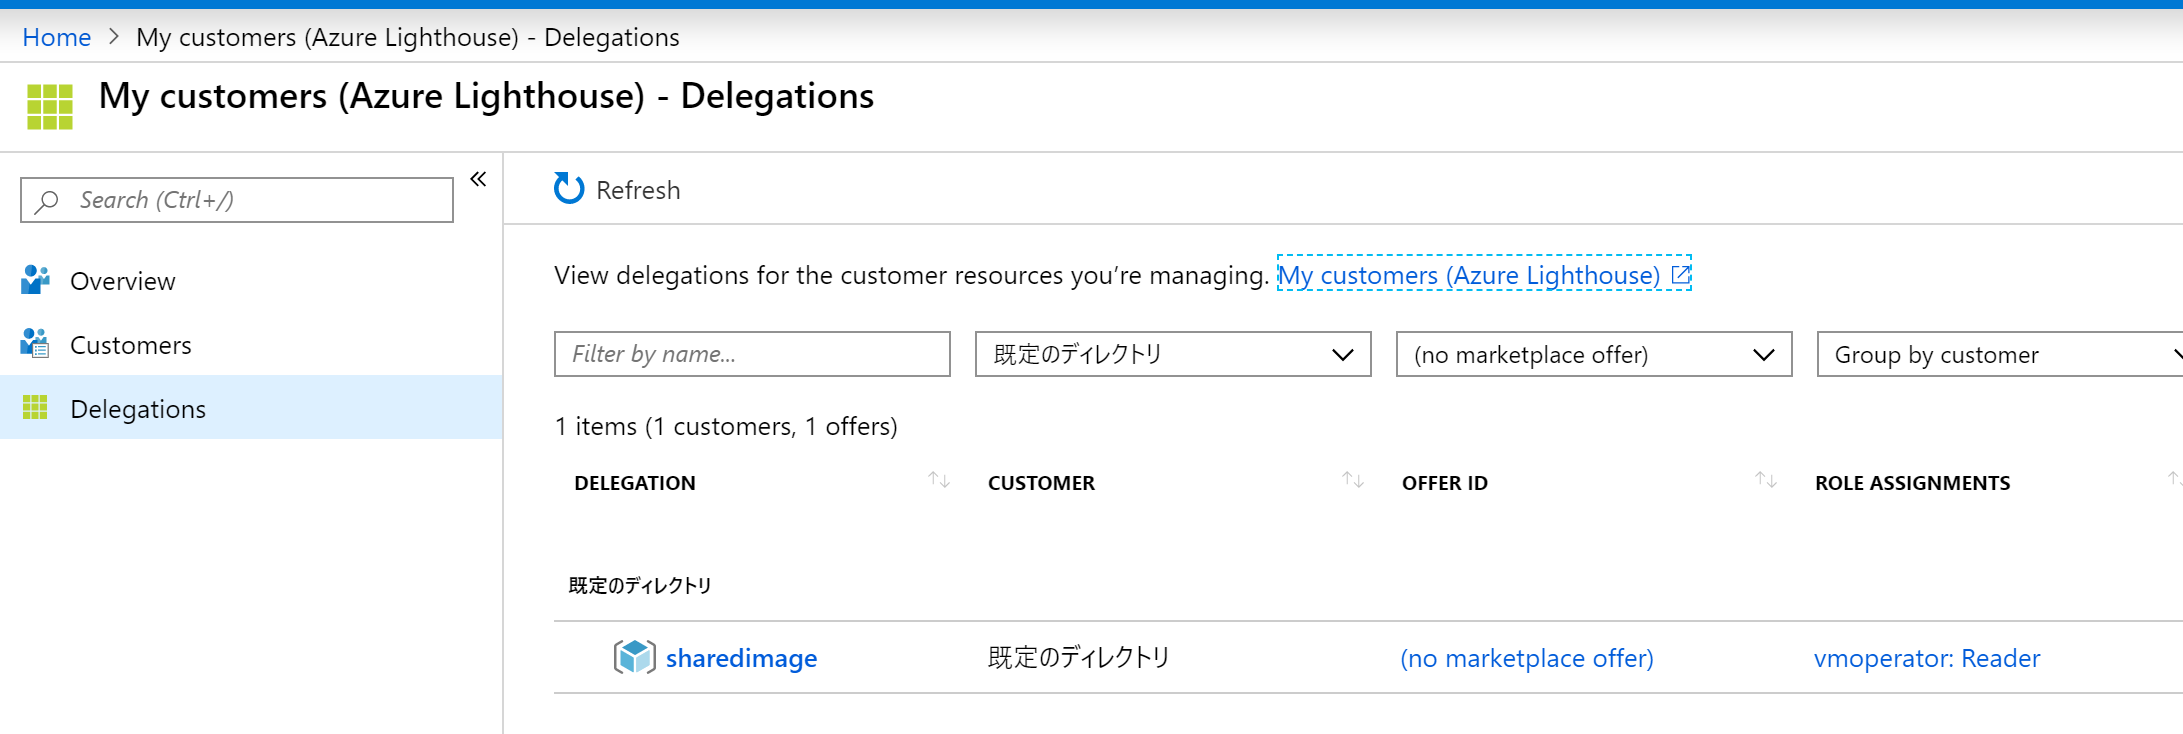 Home > My customers (Azure Lighthouse) - Delegations
My customers (Azure Lighthouse) - Delegations
Search (Ctrl+/)
«
Overview
Customers
Delegations
Refresh
View delegations for the customer resources you’re managing. My customers (Azure Lighthouse)
Filter by name... 既定のディレクトリ (no marketplace offer) Group by customer
1 items (1 customers, 1 offers)
DELEGATION CUSTOMER OFFER ID ROLE ASSIGNMENTS
既定のディレクトリ
sharedimage 既定のディレクトリ (no marketplace offer) vmoperator: Reader